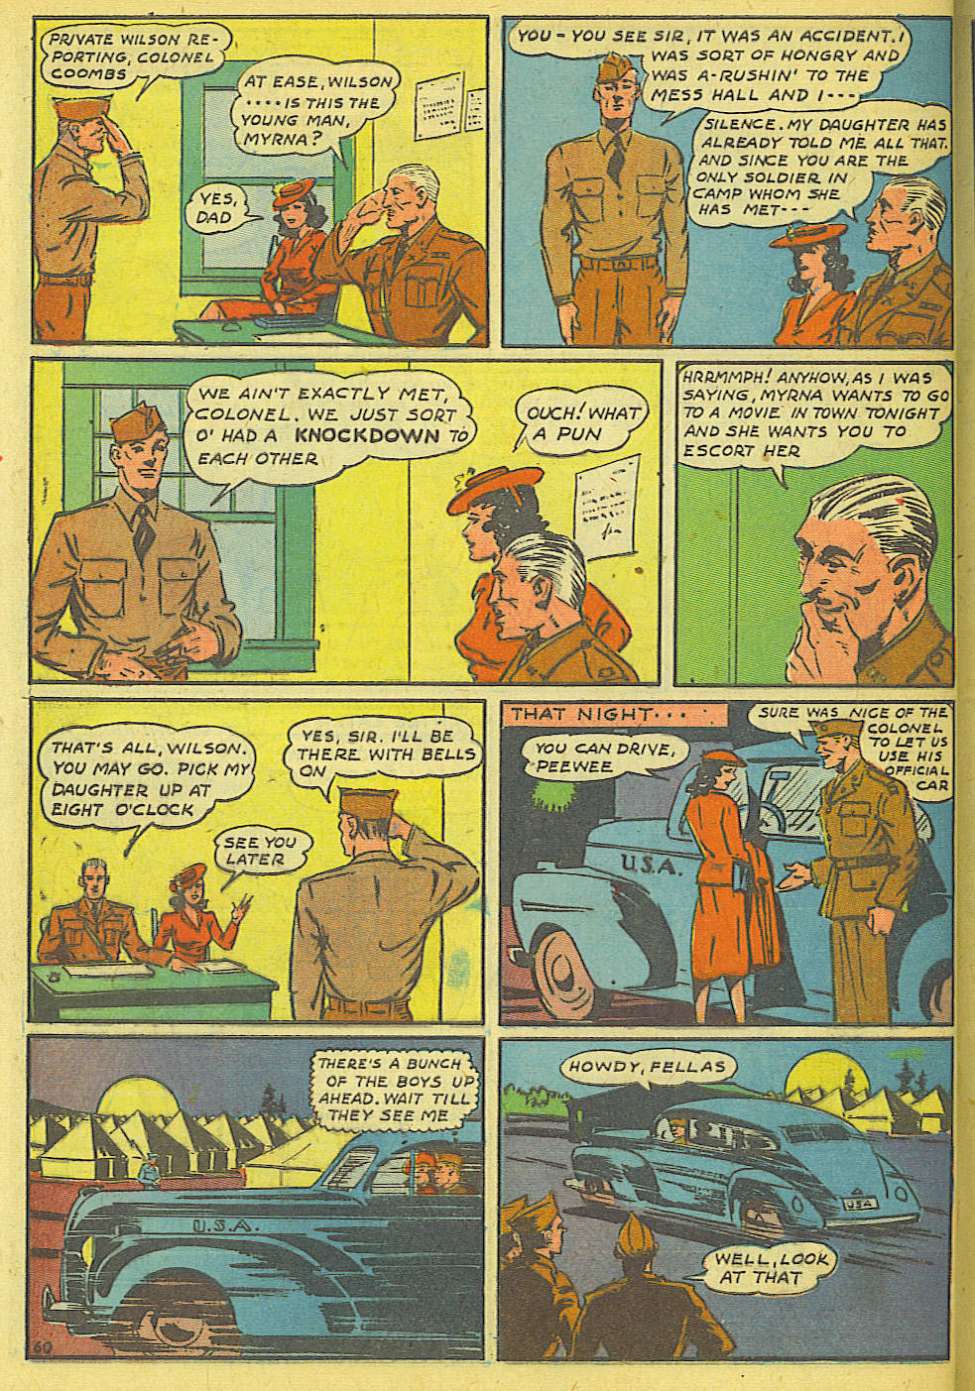 PRIVATE WILSON RE-
PORTING, COLONEL
COOMBS
AT EASE, WILSON
....IS THIS THE
YOUNG MAN,
MYRNA?
YES,
DAD
YOU - YOU SEE SIR, IT WAS AN ACCIDENT. I
WAS SORT OF HONGRY AND
WAS A-RUSHIN' TO THE
MESS HALL AND I---
SILENCE. MY DAUGHTER HAS
ALREADY TOLD ME ALL THAT.
AND SINCE YOU ARE THE
ONLY SOLDIER IN
CAMP WHOM SHE
HAS MET---
WE AIN'T EXACTLY MET,
COLONEL. WE JUST SORT
O' HAD A KNOCKDOWN TO
EACH OTHER
OUCH! WHAT
A PUN
HRRMMPH! ANYHOW, AS I WAS
SAYING, MYRNA WANTS TO GO
TO A MOVIE IN TOWN TONIGHT
AND SHE WANTS YOU TO
ESCORT HER
THAT'S ALL, WILSON.
YOU MAY GO. PICK MY
DAUGHTER UP AT
EIGHT O'CLOCK
SEE YOU
LATER
YES, SIR. I'LL BE
THERE WITH BELLS
ON
THAT NIGHT...
YOU CAN DRIVE,
PEEWEE
SURE WAS NICE OF THE
COLONEL
TO LET US
USE HIS
OFFICIAL
CAR
U.S.A.
THERE'S A BUNCH
OF THE BOYS UP
AHEAD. WAIT TILL
THEY SEE ME
U.S.A.
60
HOWDY, FELLAS
USA
WELL, LOOK
AT THAT